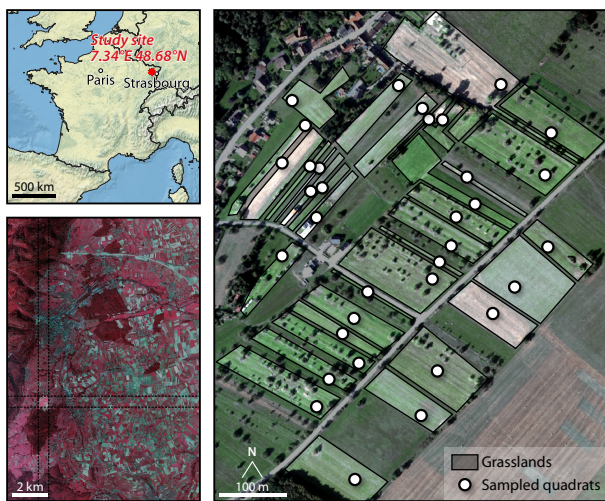 Study site
7.34°E 48.68°N
Paris
Strasbourg
500 km
2 km
N
100 m
Grasslands
Sampled quadrats